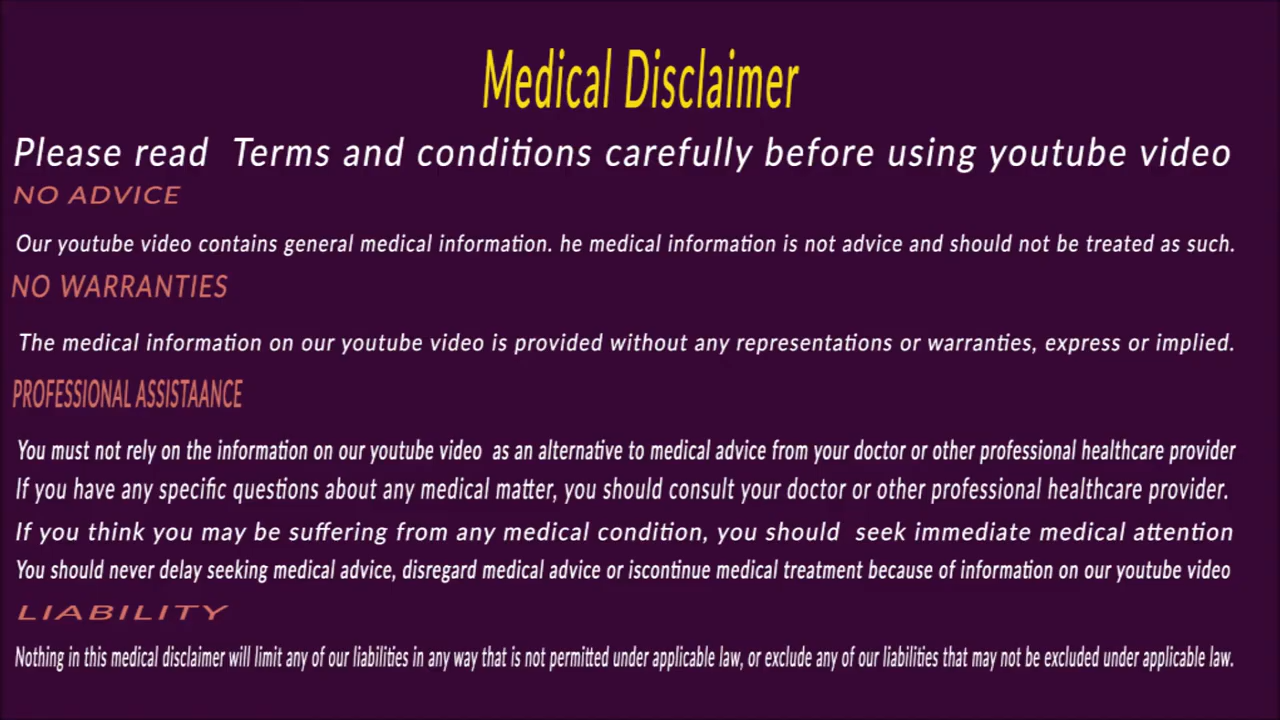 Medical Disclaimer
Please read Terms and conditions carefully before using youtube video
NO ADVICE
Our youtube video contains general medical information. he medical information is not advice and should not be treated as such.
NO WARRANTIES
The medical information on our youtube video is provided without any representations or warranties, express or implied.
PROFESSIONAL ASSISTAANCE
You must not rely on the information on our youtube video as an alternative to medical advice from your doctor or other professional healthcare provider
If you have any specific questions about any medical matter, you should consult your doctor or other professional healthcare provider.
If you think you may be suffering from any medical condition, you should seek immediate medical attention
You should never delay seeking medical advice, disregard medical advice or iscontinue medical treatment because of information on our youtube video
LIABILITY
Nothing in this medical disclaimer will limit any of our liabilities in any way that is not permitted under applicable law, or exclude any of our liabilities that may not be excluded under applicable law.